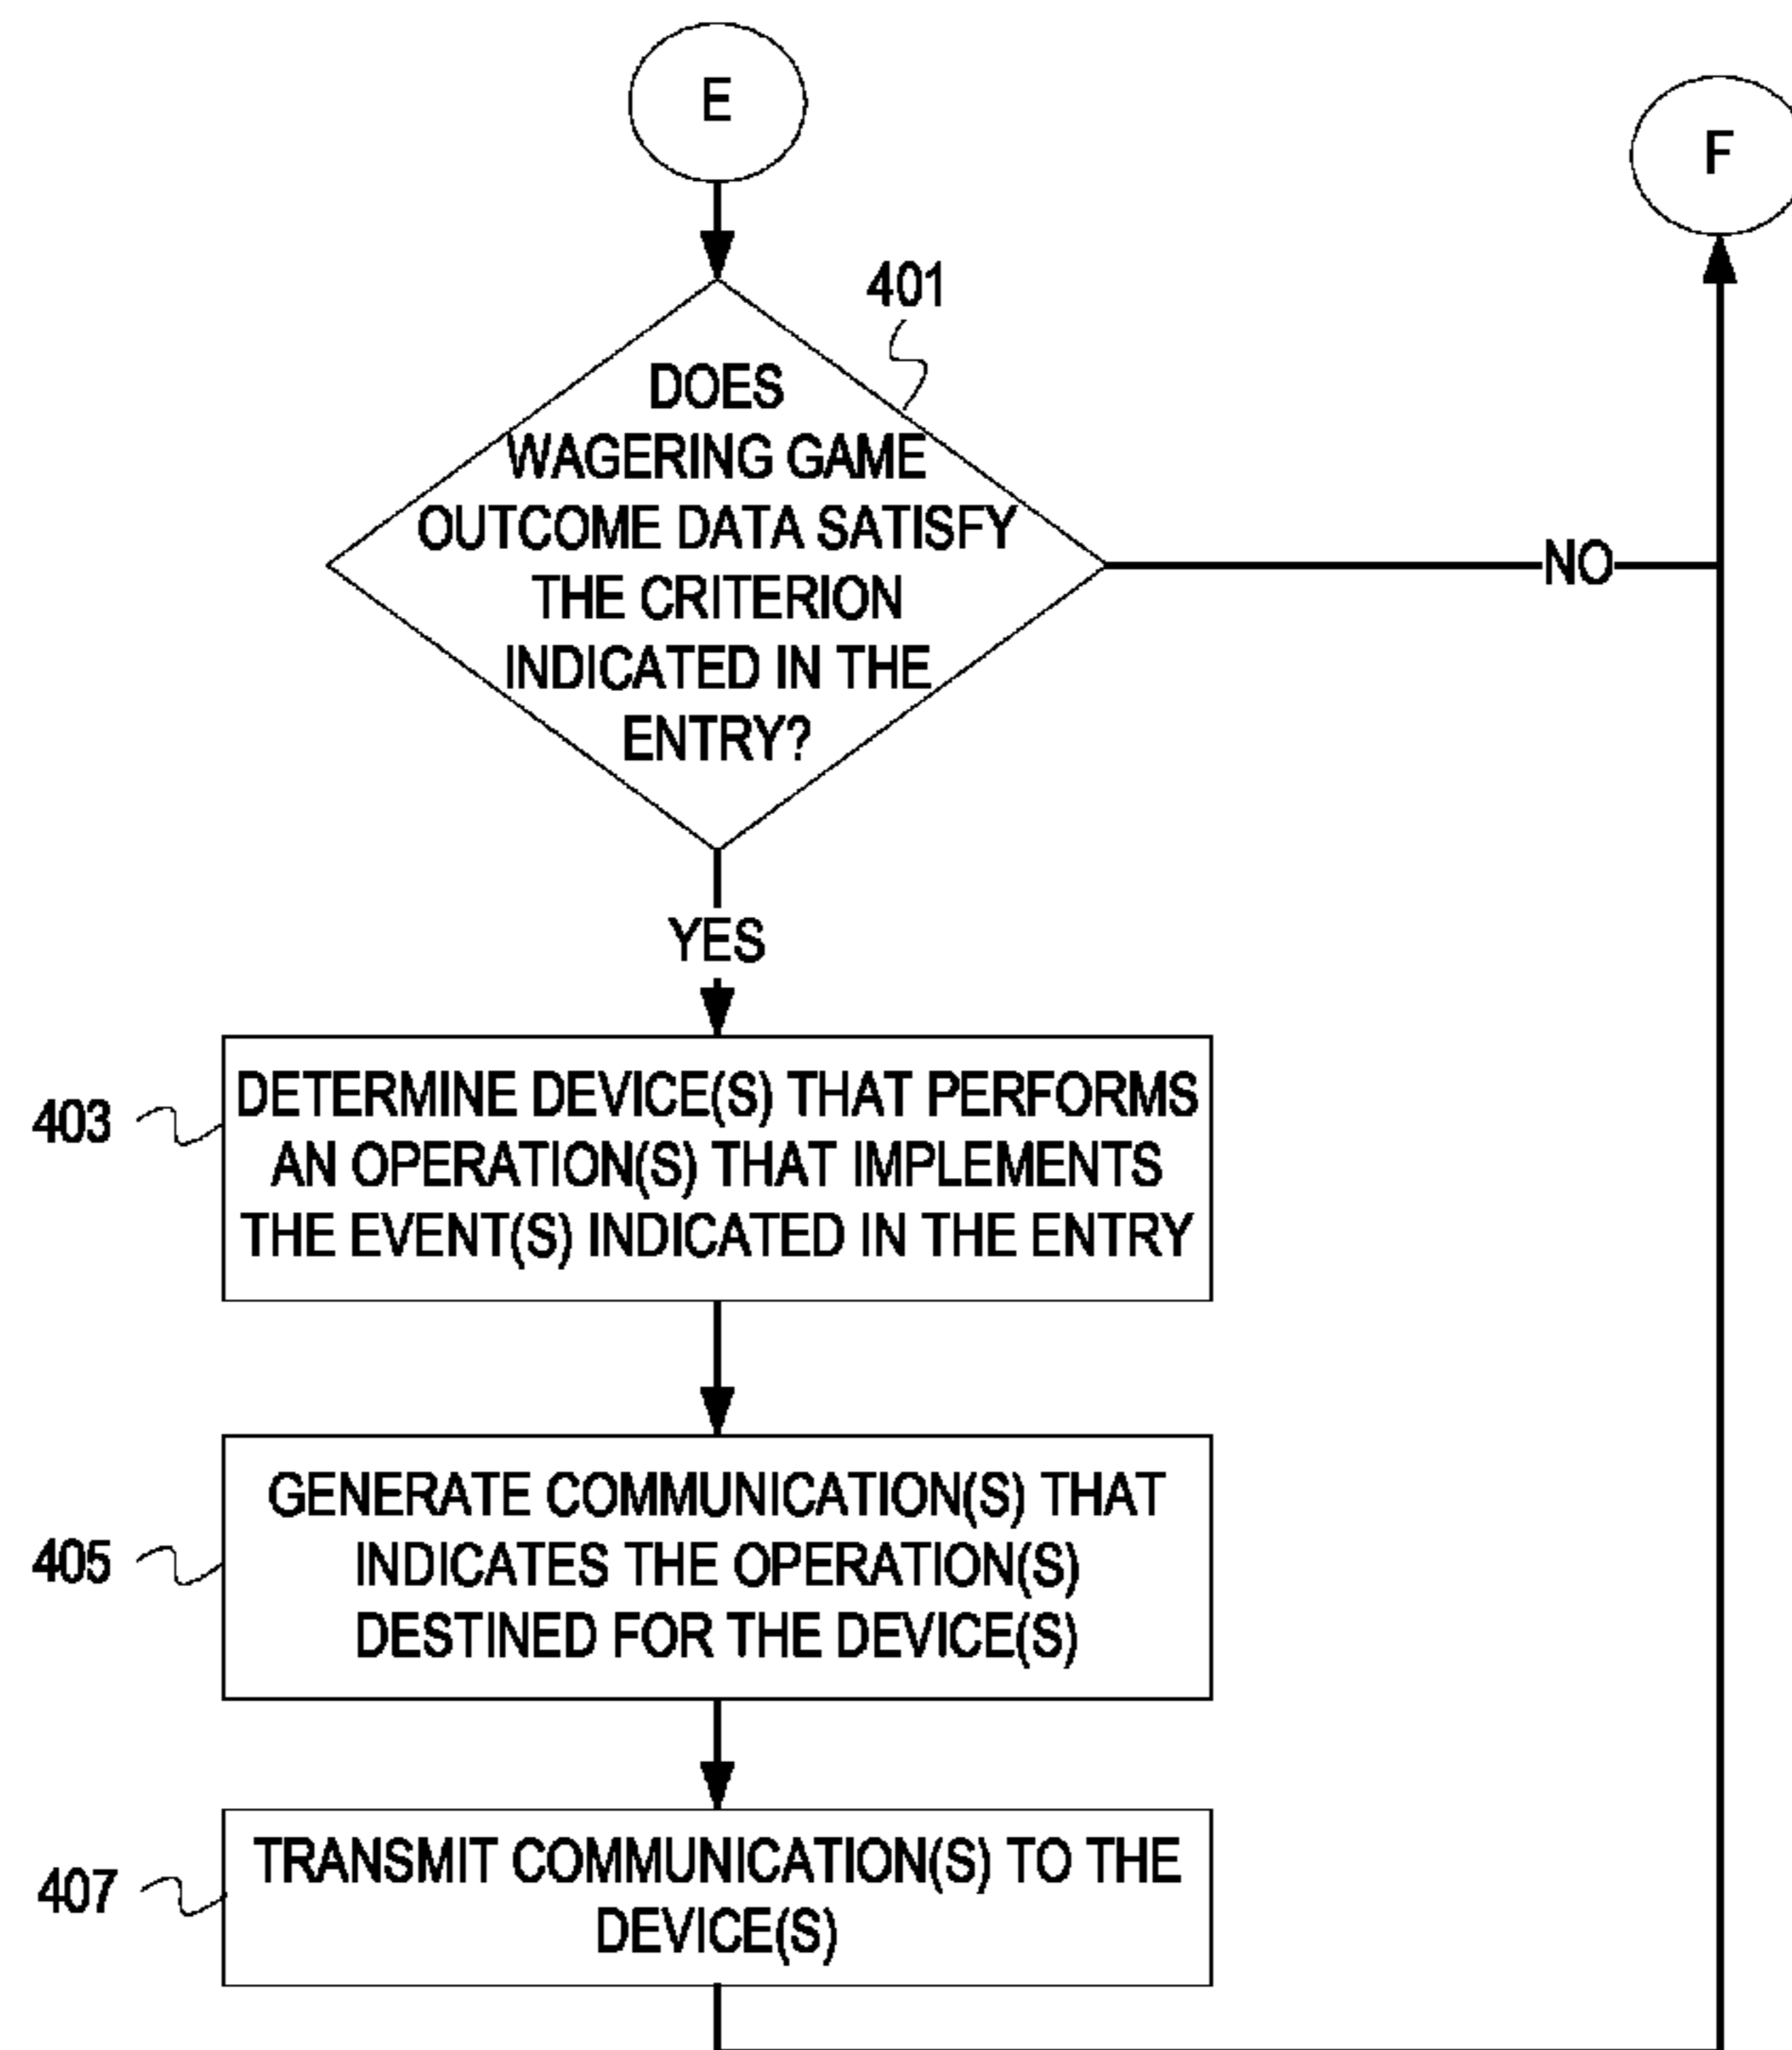 E
F
401
DOES
WAGERING GAME
OUTCOME DATA SATISFY
THE CRITERION
INDICATED IN THE
ENTRY?
NO
YES
403
DETERMINE DEVICE(S) THAT PERFORMS
AN OPERATION(S) THAT IMPLEMENTS
THE EVENT(S) INDICATED IN THE ENTRY
405
GENERATE COMMUNICATION(S) THAT
INDICATES THE OPERATION(S)
DESTINED FOR THE DEVICE(S)
407
TRANSMIT COMMUNICATION(S) TO THE
DEVICE(S)